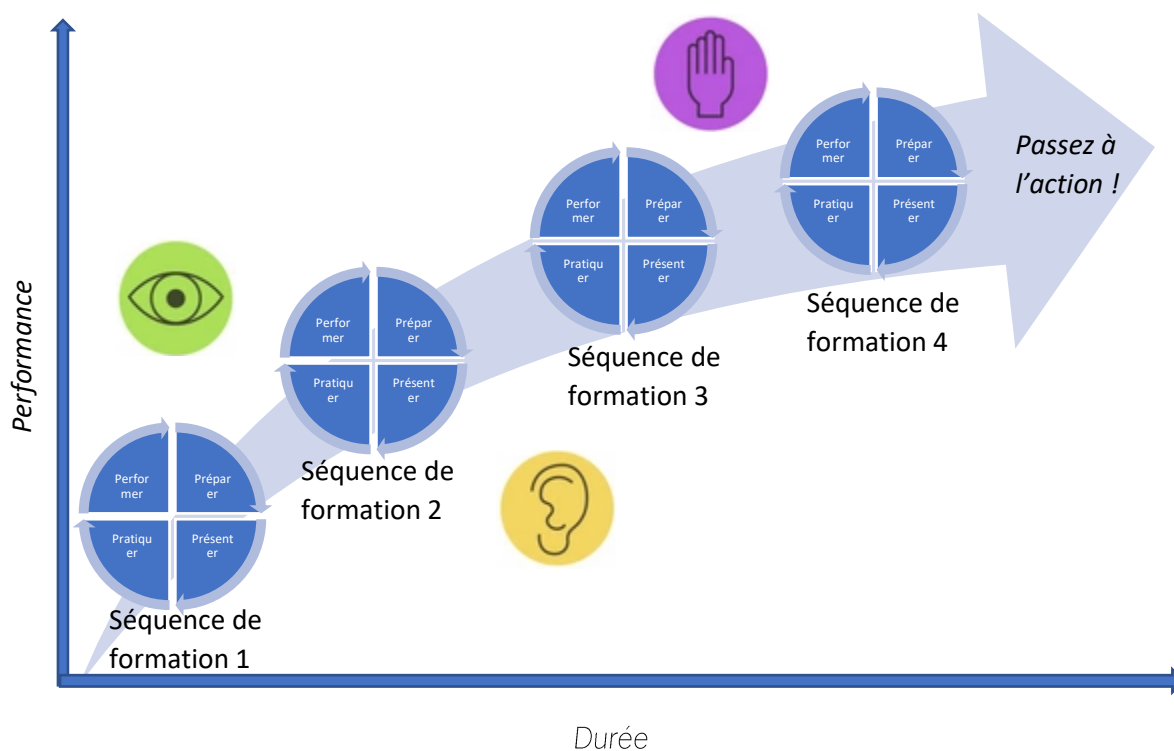 Performance
Perfor
mer
Prépar
er
Pratiqu
er
Présent
er
Séquence de
formation 1
Perfor
mer
Prépar
er
Pratiqu
er
Présent
er
Séquence de
formation 2
Perfor
mer
Prépar
er
Pratiqu
er
Présent
er
Séquence de
formation 3
Perfor
mer
Prépar
er
Pratiqu
er
Présent
er
Séquence de
formation 4
Passez à
l’action !
Durée